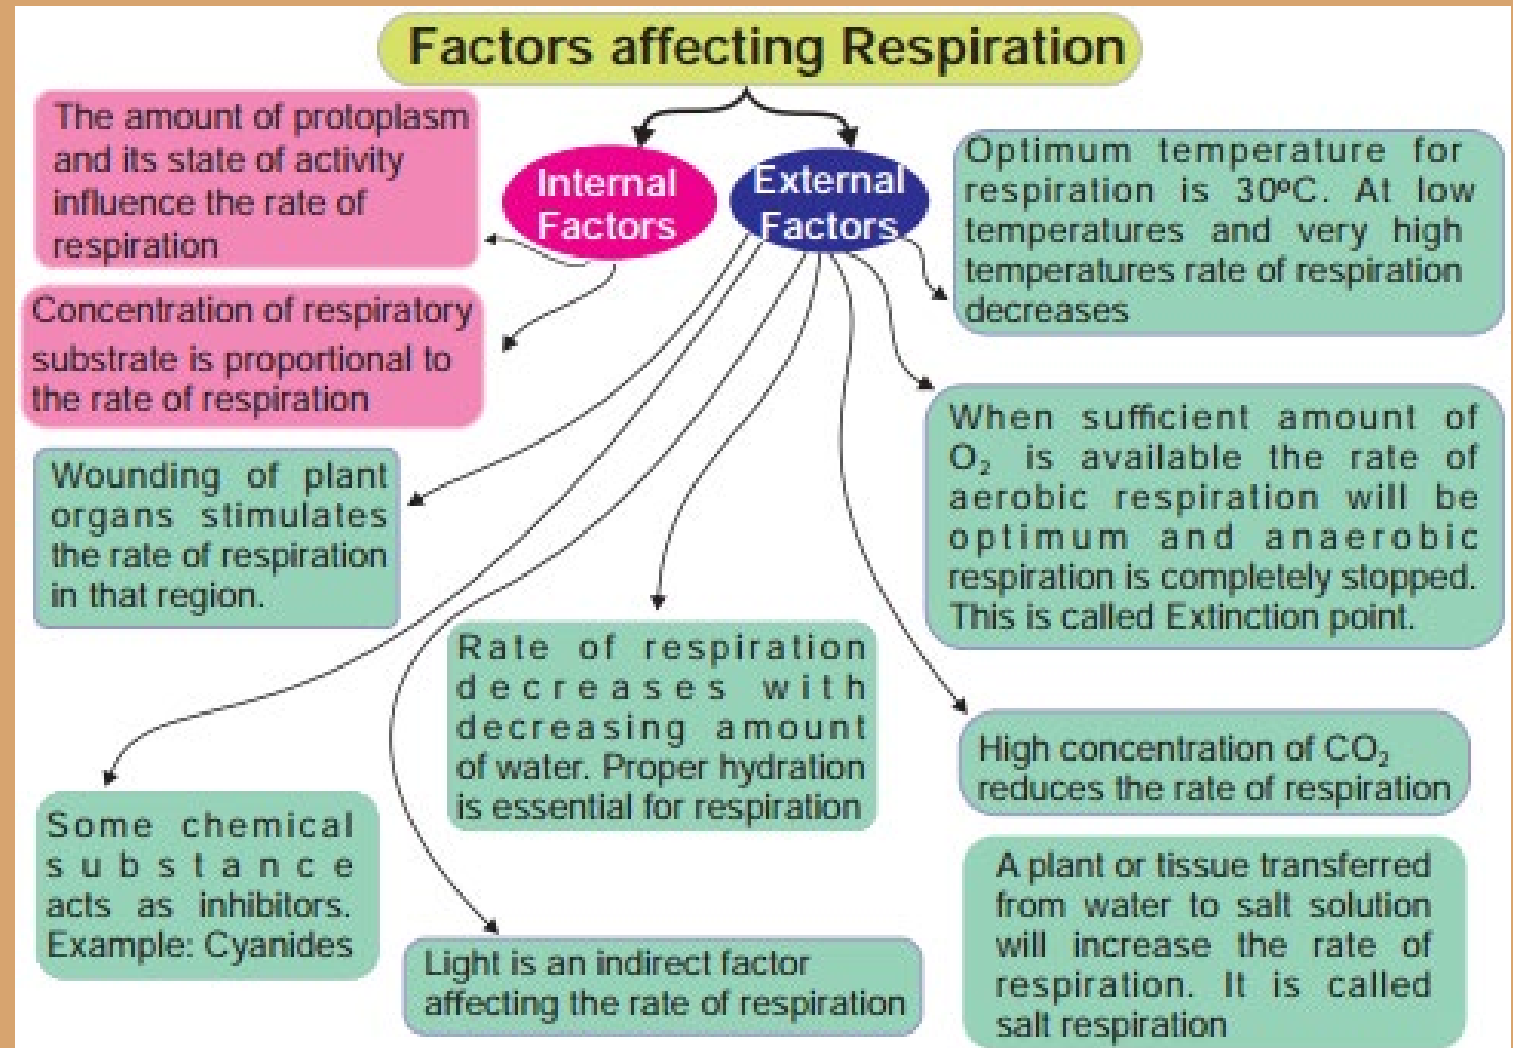 Factors affecting Respiration
Internal
Factors
External
Factors
The amount of protoplasm
and its state of activity
influence the rate of
respiration
Concentration of respiratory
substrate is proportional to
the rate of respiration
Optimum temperature for
respiration is 30ºC. At low
temperatures and very high
temperatures rate of respiration
decreases
When sufficient amount of
O₂ is available the rate of
aerobic respiration will be
optimum and anaerobic
respiration is completely stopped.
This is called Extinction point.
High concentration of CO₂
reduces the rate of respiration
A plant or tissue transferred
from water to salt solution
will increase the rate of
respiration. It is called
salt respiration
Rate of respiration
decreases with
decreasing amount
of water. Proper hydration
is essential for respiration
Light is an indirect factor
affecting the rate of respiration
Some chemical
substance
acts as inhibitors.
Example: Cyanides
Wounding of plant
organs stimulates
the rate of respiration
in that region.